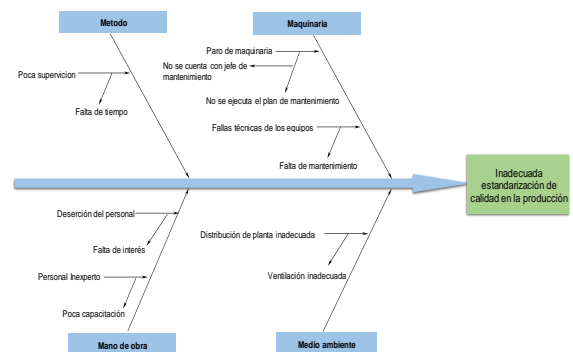 Metodo
Maquinaria
Paro de maquinaria
No se cuenta con jefe de
mantenimiento
Poca supervicion
No se ejecuta el plan de mantenimiento
Falta de tiempo
Fallas técnicas de los equipos
Falta de mantenimiento
Inadecuada
estandarización de
calidad en la producción
Deserción del personal
Distribución de planta inadecuada
Falta de interés
Personal Inexperto
Ventilación inadecuada
Poca capacitación
Mano de obra
Medio ambiente